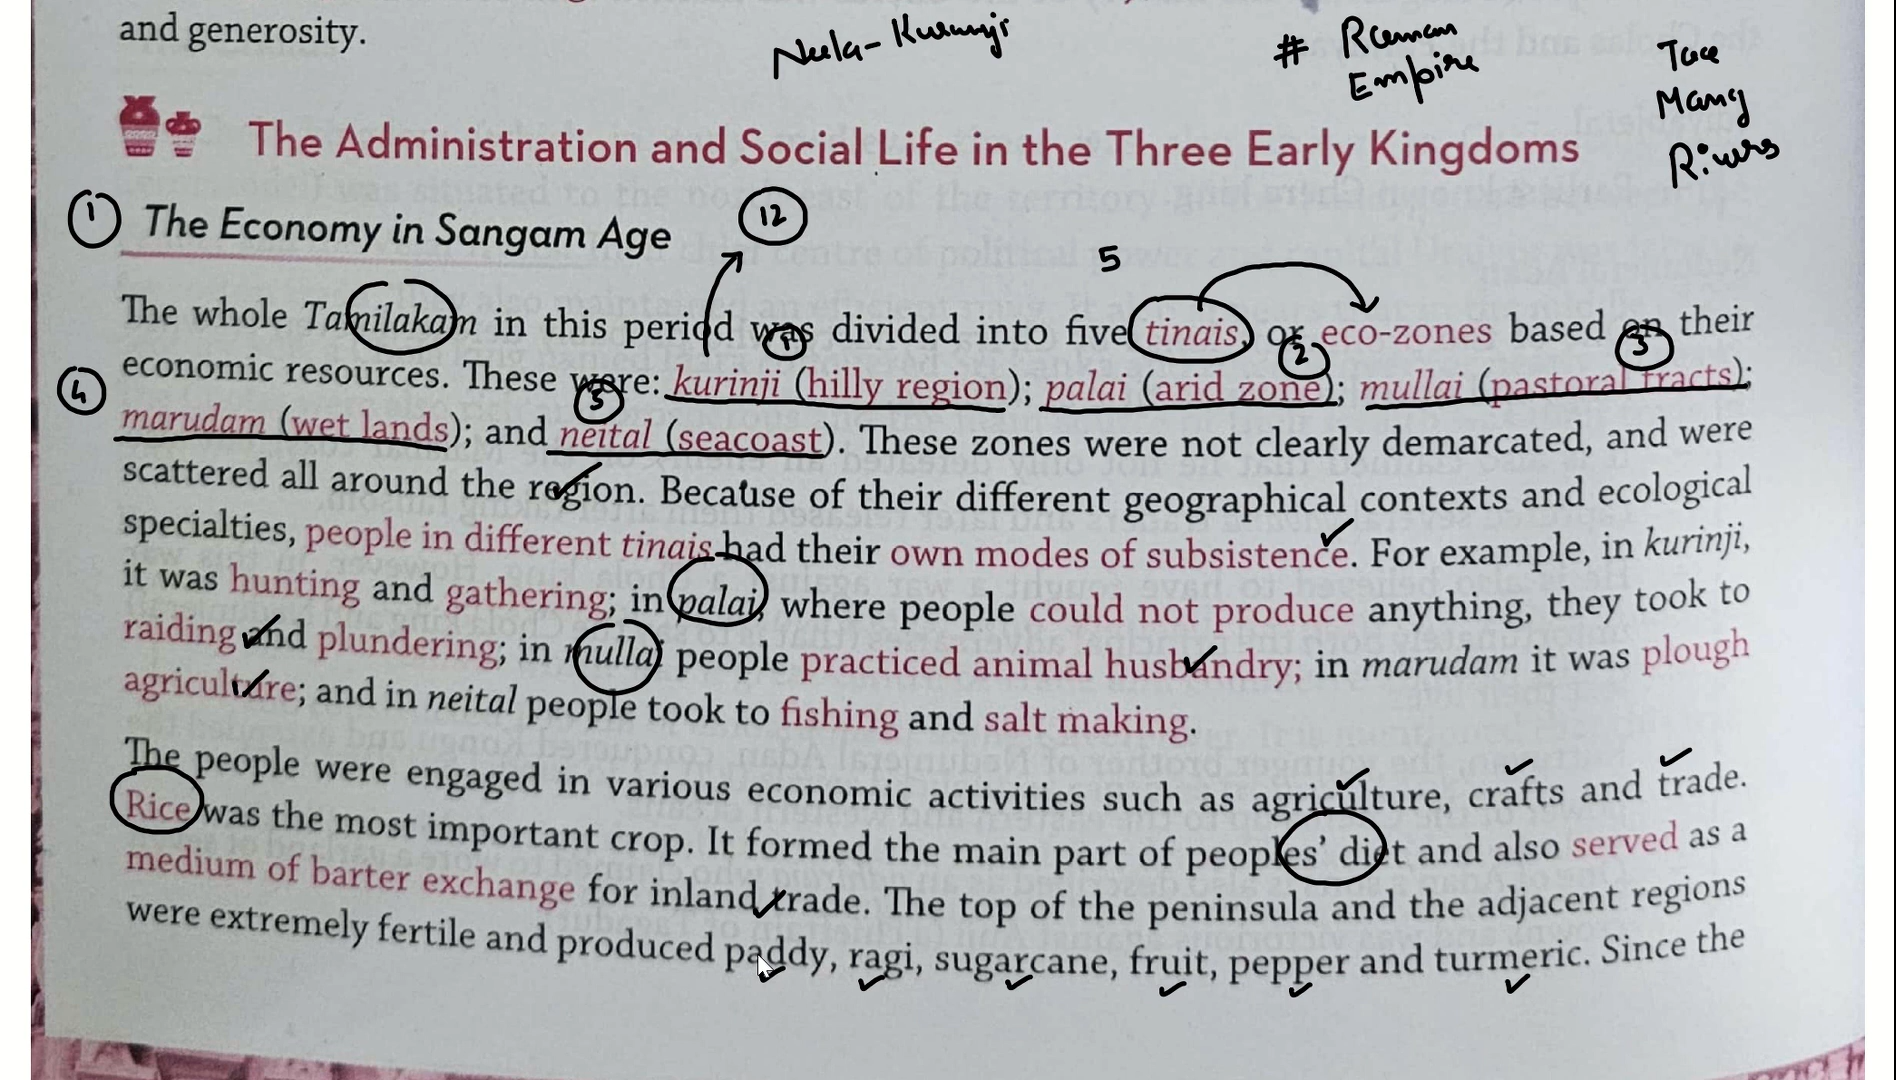 and generosity.
Neela-Kurunji
# Roman
Empire
Too
Many
Rivers
The Administration and Social Life in the Three Early Kingdoms
1 The Economy in Sangam Age
12
5
The whole Tamilakam in this period was divided into five tinais, or eco-zones based on their
1
2
3
economic resources. These were: kurinji (hilly region); palai (arid zone); mullai (pastoral tracts);
4
5
marudam (wet lands); and neital (seacoast). These zones were not clearly demarcated, and were
scattered all around the region. Because of their different geographical contexts and ecological
specialties, people in different tinais had their own modes of subsistence. For example, in kurinji,
it was hunting and gathering; in palai, where people could not produce anything, they took to
raiding and plundering; in mullai people practiced animal husbandry; in marudam it was plough
agriculture; and in neital people took to fishing and salt making.
The people were engaged in various economic activities such as agriculture, crafts and trade.
Rice was the most important crop. It formed the main part of peoples' diet and also served as a
medium of barter exchange for inland trade. The top of the peninsula and the adjacent regions
were extremely fertile and produced paddy, ragi, sugarcane, fruit, pepper and turmeric. Since the